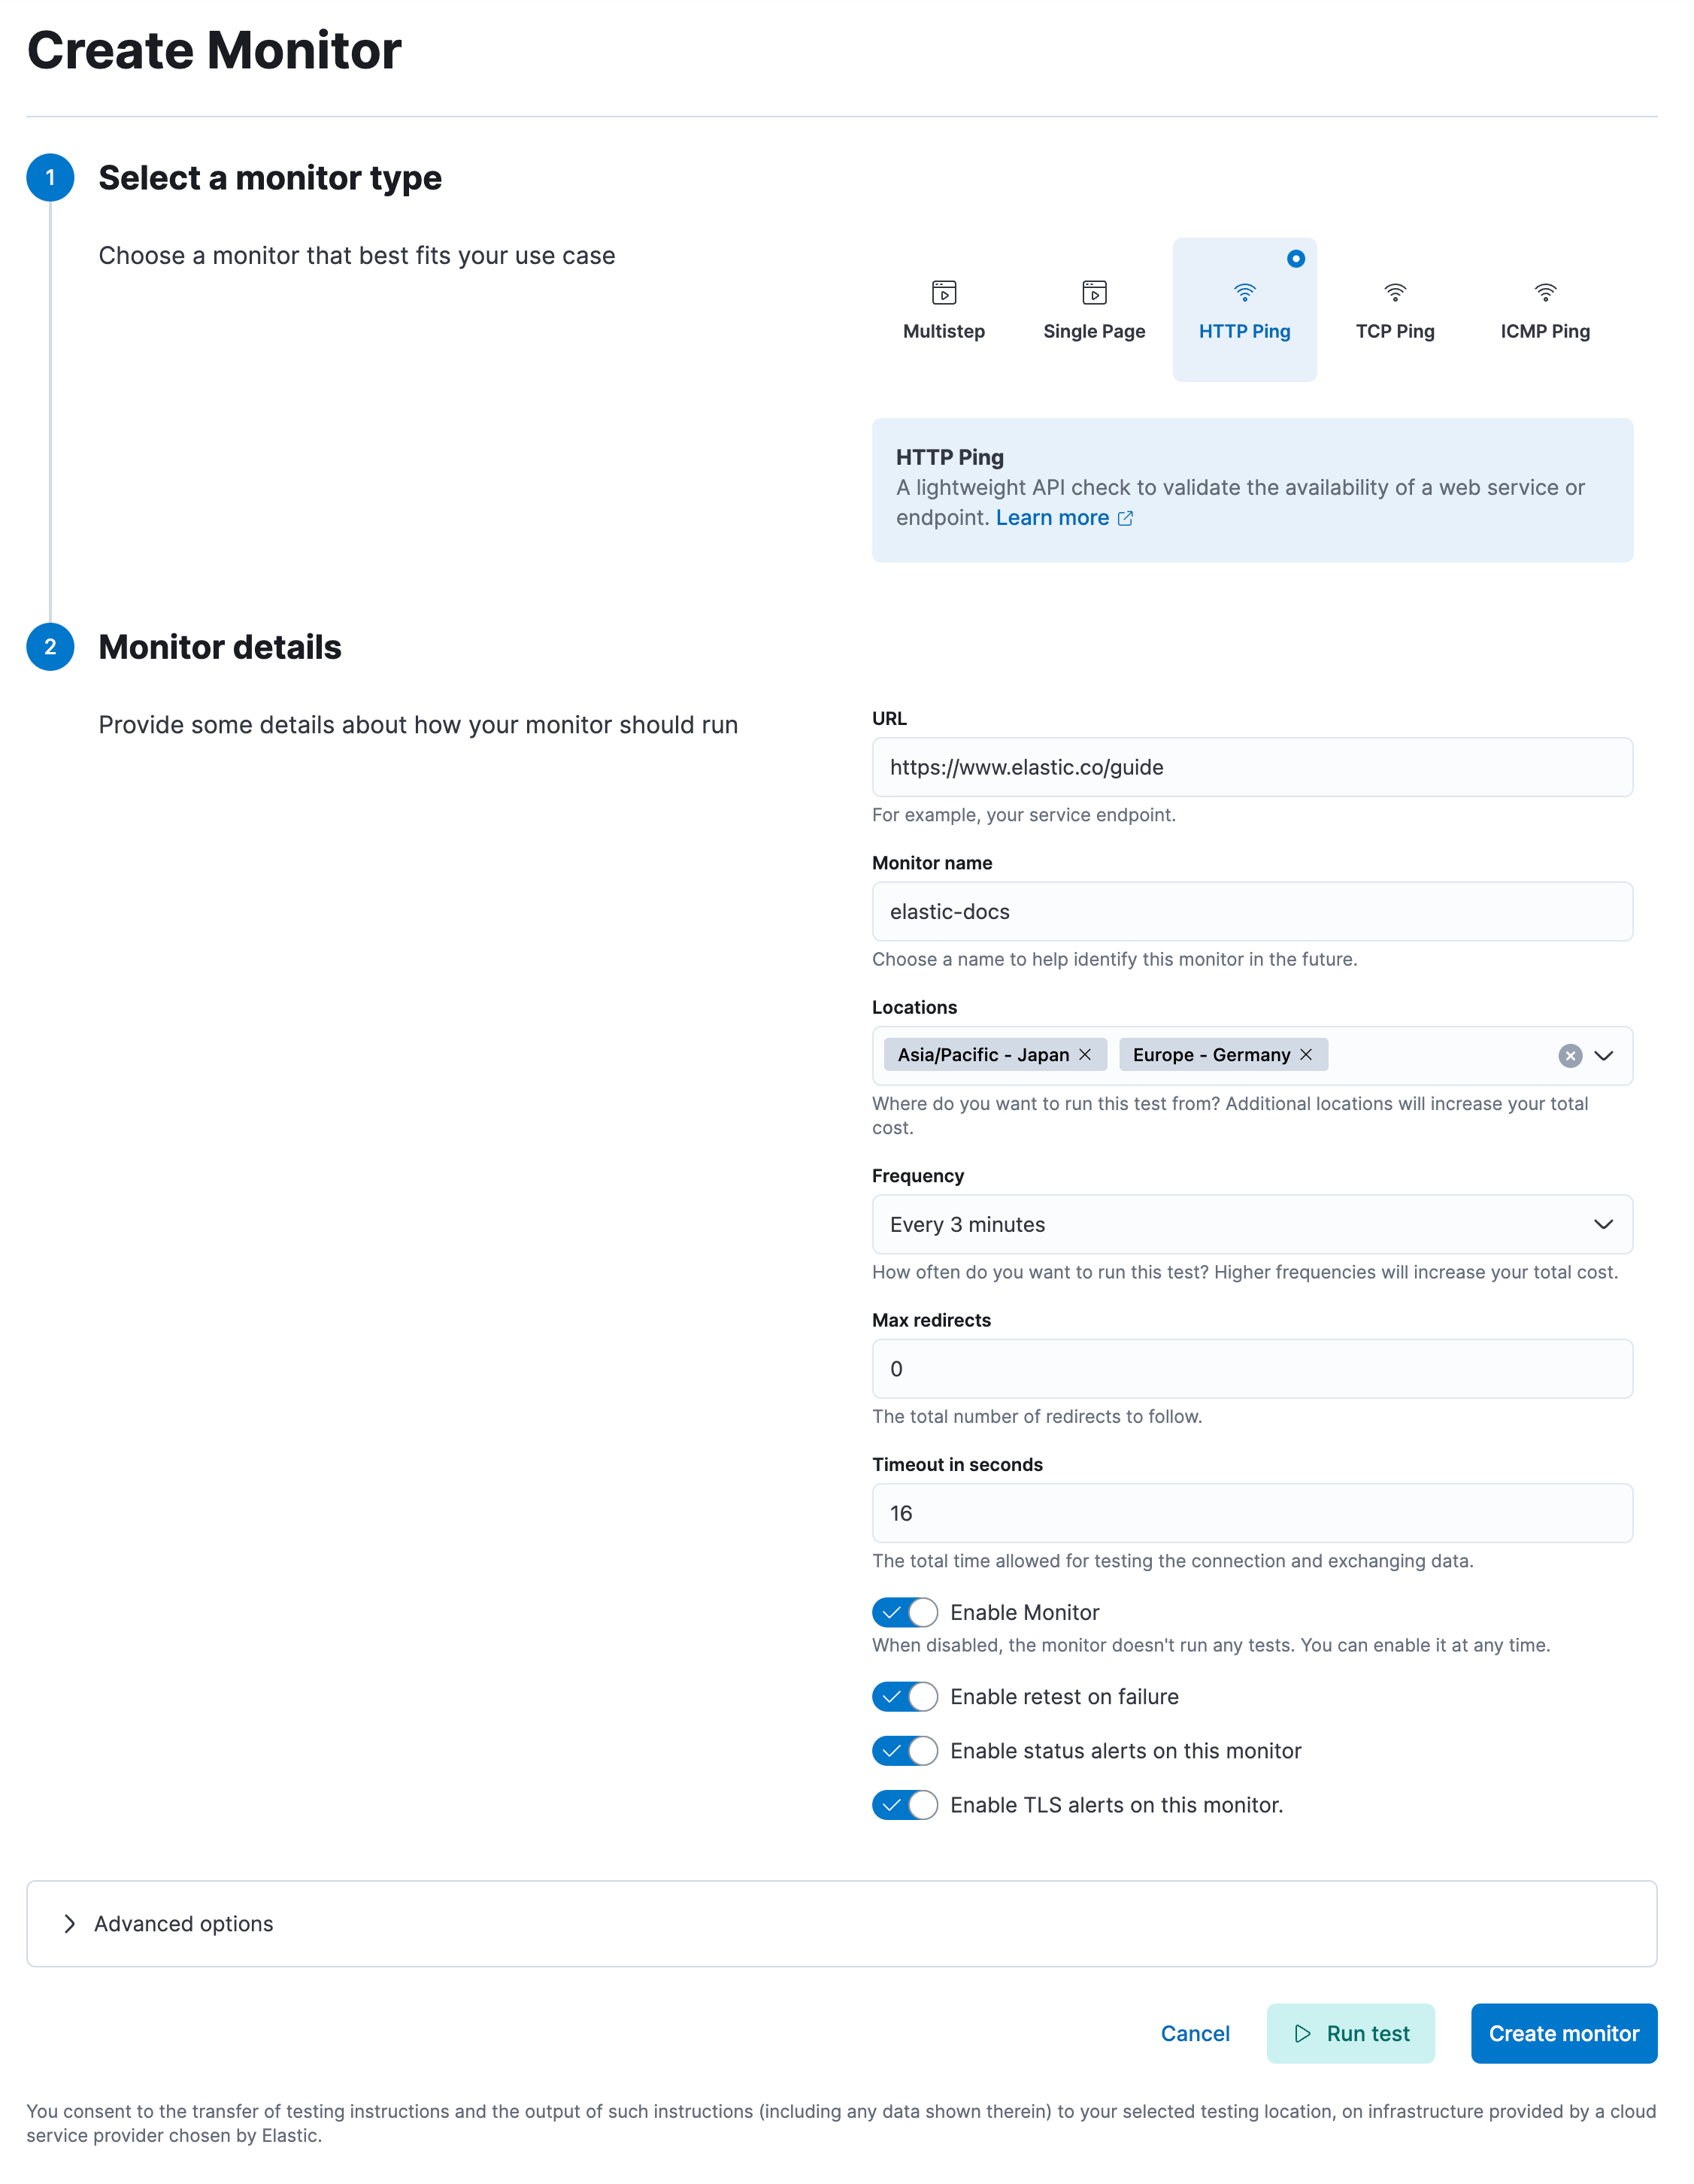 Create Monitor
1
Select a monitor type
Choose a monitor that best fits your use case
Multistep
Single Page
HTTP Ping
TCP Ping
ICMP Ping
HTTP Ping
A lightweight API check to validate the availability of a web service or
endpoint. Learn more
2
Monitor details
Provide some details about how your monitor should run
URL
https://www.elastic.co/guide
For example, your service endpoint.
Monitor name
elastic-docs
Choose a name to help identify this monitor in the future.
Locations
Asia/Pacific - Japan
Europe - Germany
Where do you want to run this test from? Additional locations will increase your total
cost.
Frequency
Every 3 minutes
How often do you want to run this test? Higher frequencies will increase your total cost.
Max redirects
0
The total number of redirects to follow.
Timeout in seconds
16
The total time allowed for testing the connection and exchanging data.
Enable Monitor
When disabled, the monitor doesn't run any tests. You can enable it at any time.
Enable retest on failure
Enable status alerts on this monitor
Enable TLS alerts on this monitor.
Advanced options
Cancel
Run test
Create monitor
You consent to the transfer of testing instructions and the output of such instructions (including any data shown therein) to your selected testing location, on infrastructure provided by a cloud
service provider chosen by Elastic.